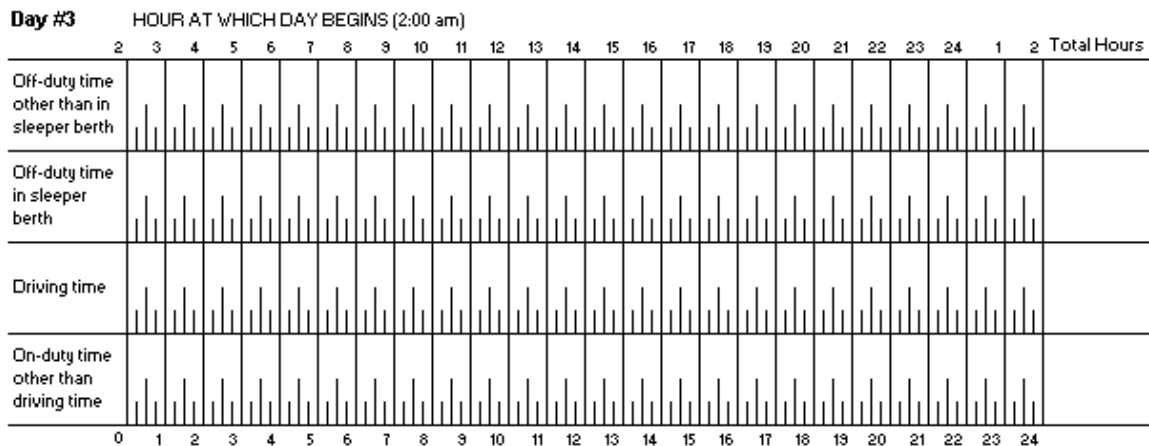 Day #3 HOUR AT WHICH DAY BEGINS (2:00 am)
2 3 4 5 6 7 8 9 10 11 12 13 14 15 16 17 18 19 20 21 22 23 24 1 2 Total Hours
Off-duty time
other than in
sleeper berth
Off-duty time
in sleeper
berth
Driving time
On-duty time
other than
driving time
0 1 2 3 5 6 7 8 9 10 11 12 13 14 15 16 17 18 19 20 21 22 23 24